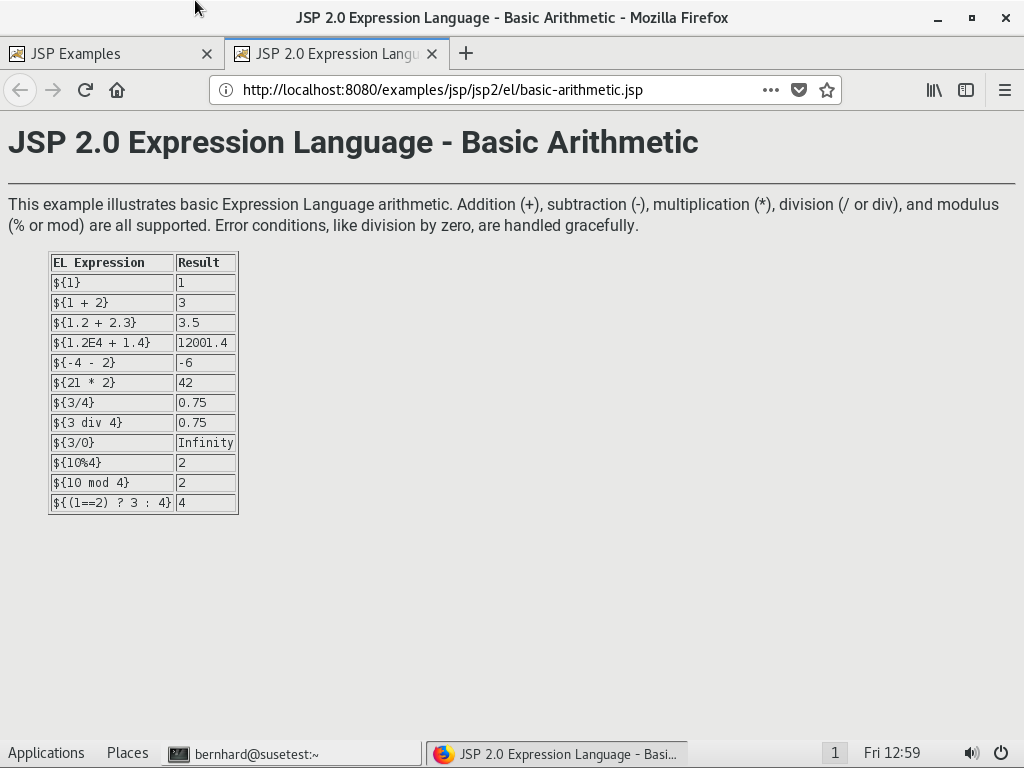 JSP 2.0 Expression Language - Basic Arithmetic - Mozilla Firefox
JSP Examples
JSP 2.0 Expression Langu
http://localhost:8080/examples/jsp/jsp2/el/basic-arithmetic.jsp
JSP 2.0 Expression Language - Basic Arithmetic
This example illustrates basic Expression Language arithmetic. Addition (+), subtraction (-), multiplication (*), division (/ or div), and modulus
(% or mod) are all supported. Error conditions, like division by zero, are handled gracefully.
EL Expression Result
${1} 1
${1 + 2} 3
${1.2 + 2.3} 3.5
${1.2E4 + 1.4} 12001.4
${-4 - 2} -6
${21 * 2} 42
${3/4} 0.75
${3 div 4} 0.75
${3/0} Infinity
${10%4} 2
${10 mod 4} 2
${(1==2) ? 3 : 4} 4
Applications Places bernhard@susetest:~ JSP 2.0 Expression Language - Basi... 1 Fri 12:59